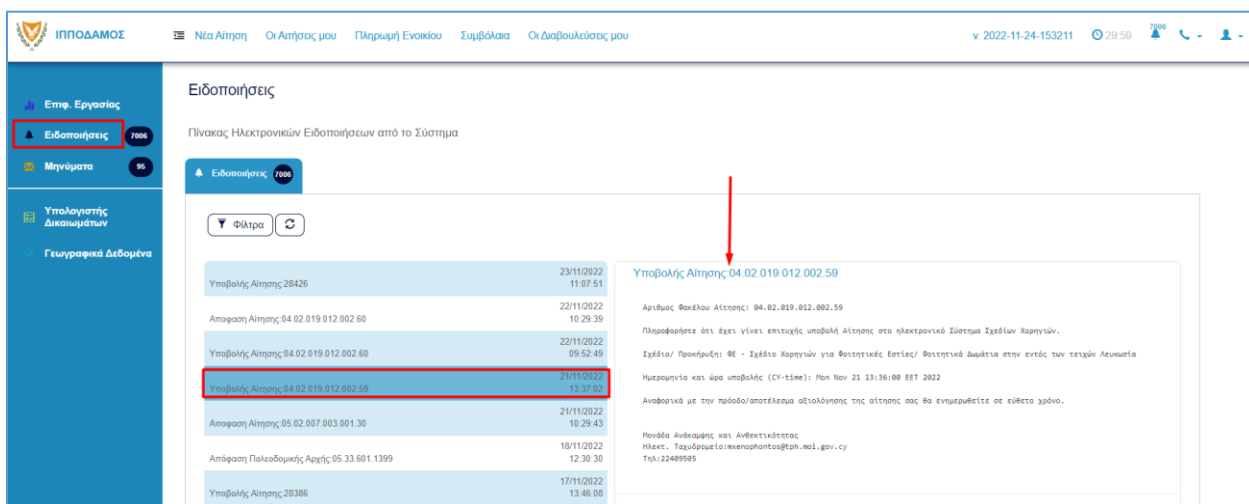 ΙΠΠΟΔΑΜΟΣ
Νέα Αίτηση Οι Αιτήσεις μου Πληρωμή Ενοικίου Συμβόλαια Οι Διαβουλεύσεις μου
v. 2022-11-24-153211 29:59 7006
Επιφ. Εργασίας
Ειδοποιήσεις 7006
Μηνύματα 95
Υπολογιστής
Δικαιωμάτων
Γεωγραφικά Δεδομένα
Ειδοποιήσεις
Πίνακας Ηλεκτρονικών Ειδοποιήσεων από το Σύστημα
Ειδοποιήσεις 7006
Φίλτρα
Υποβολής Αίτησης:28426 23/11/2022 11:07:51
Αποφαση Αίτησης:04.02.019.012.002.60 22/11/2022 10:29:39
Υποβολής Αίτησης:04.02.019.012.002.60 22/11/2022 09:52:49
Υποβολής Αίτησης:04.02.019.012.002.59 21/11/2022 13:37:02
Αποφαση Αίτησης:05.02.007.003.001.30 21/11/2022 10:29:43
Απόφαση Πολεοδομικής Αρχής:05.33.601.1399 18/11/2022 12:30:30
Υποβολής Αίτησης:28386 17/11/2022 13:46:08
Υποβολής Αίτησης:04.02.019.012.002.59
Αριθμος Φακέλου Αίτησης: 04.02.019.012.002.59
Πληροφορήστε ότι έχει γίνει επιτυχής υποβολή Αίτησης στο ηλεκτρονικό Σύστημα Σχεδίων Χορηγιών.
Σχέδιο/ Προκήρυξη: ΦΕ - Σχέδιο Χορηγιών για Φοιτητικές Εστίες/ Φοιτητικά Δωμάτια στην εντός των τειχών Λευκωσία
Ημερομηνία και ώρα υποβολής (CY-time): Mon Nov 21 13:36:00 EET 2022
Αναφορικά με την πρόοδο/αποτέλεσμα αξιολόγησης της αίτησης σας θα ενημερωθείτε σε εύθετο χρόνο.
Μονάδα Ανάκαμψης και Ανθεκτικότητας
Ηλεκτ. Ταχυδρομείο:mxenophontos@tph.moi.gov.cy
Τηλ:22409505